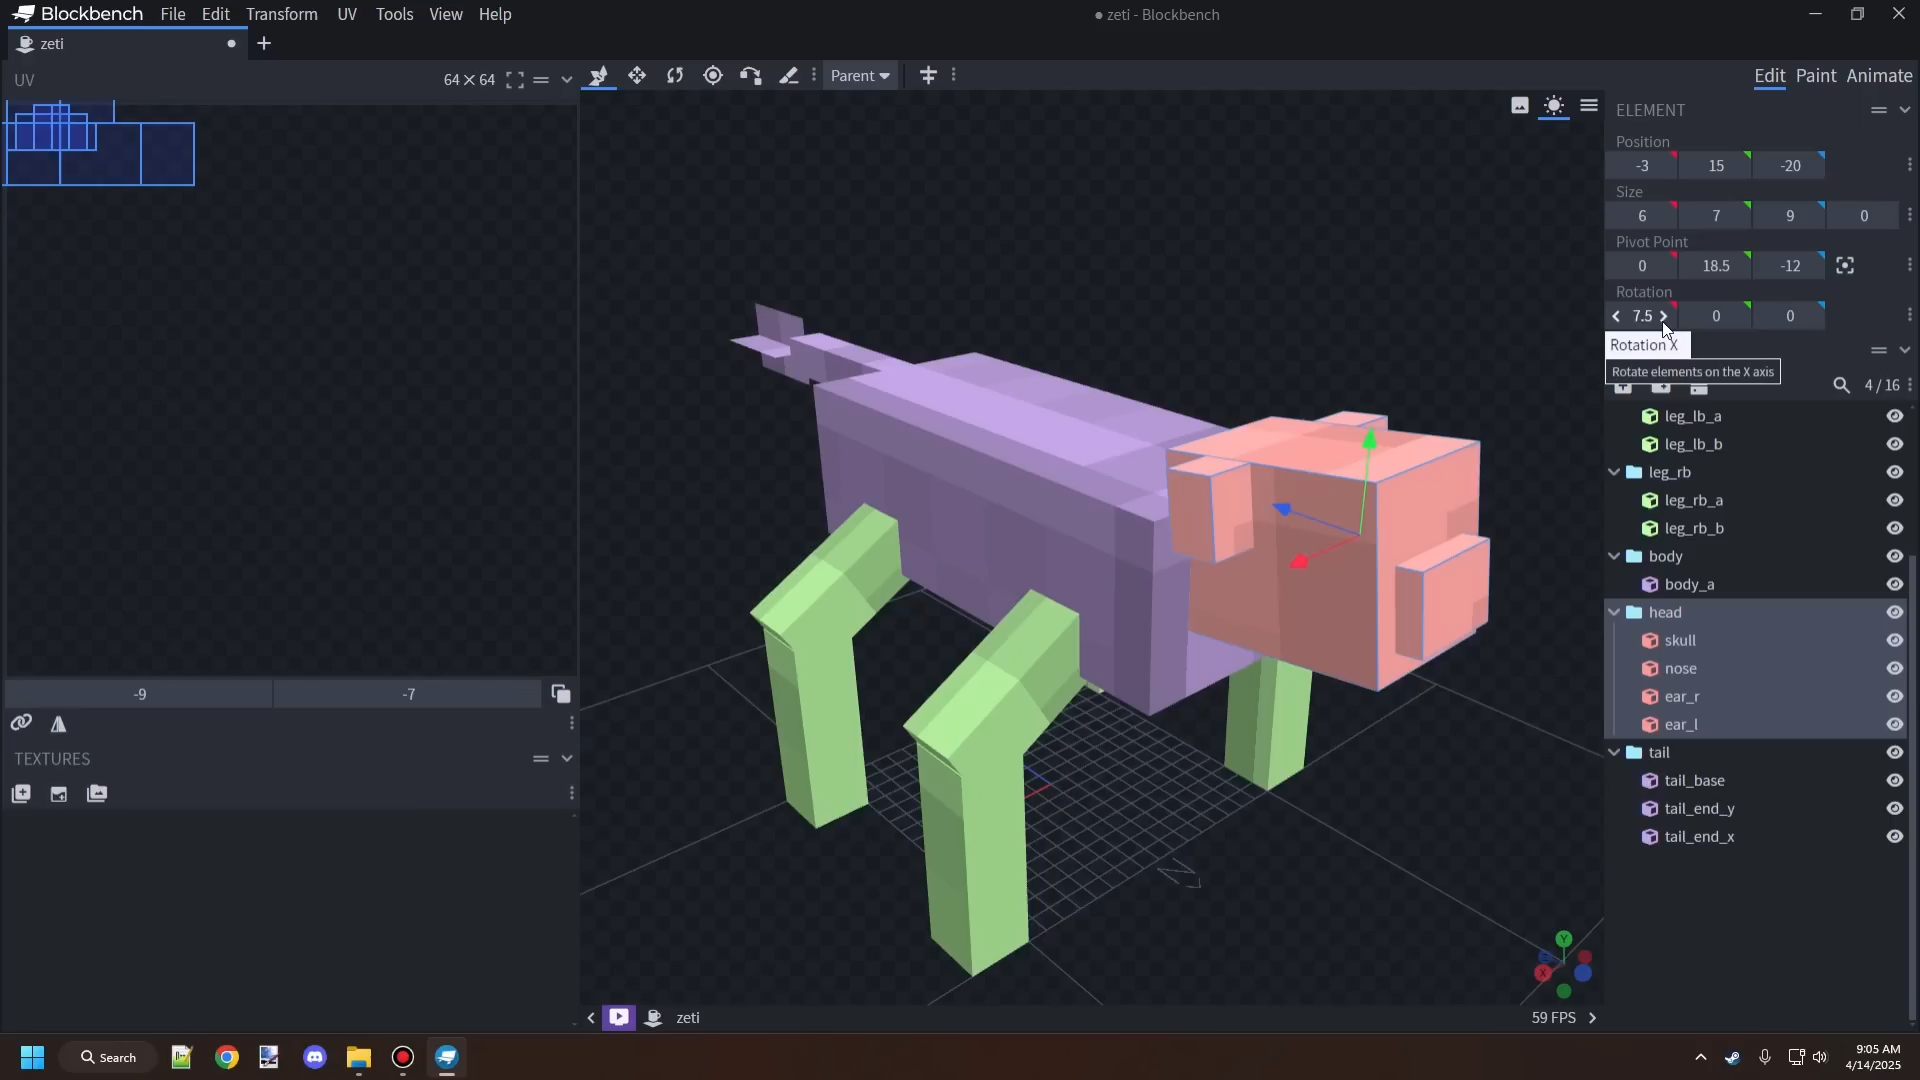 Blockbench File Edit Transform UV Tools View Help
zeti - Blockbench
zeti
UV 64 × 64
Parent
Edit Paint Animate
ELEMENT
Position
-3 15 -20
Size
6 7 9 0
Pivot Point
0 18.5 -12
Rotation
7.5 0 0
Rotation X
Rotate elements on the X axis
4 / 16
leg_lb_a
leg_lb_b
leg_rb
leg_rb_a
leg_rb_b
body
body_a
head
skull
nose
ear_r
ear_l
tail
tail_base
tail_end_y
tail_end_x
-9 -7
TEXTURES
N
Y
X
zeti
59 FPS
Search
9:05 AM
4/14/2025